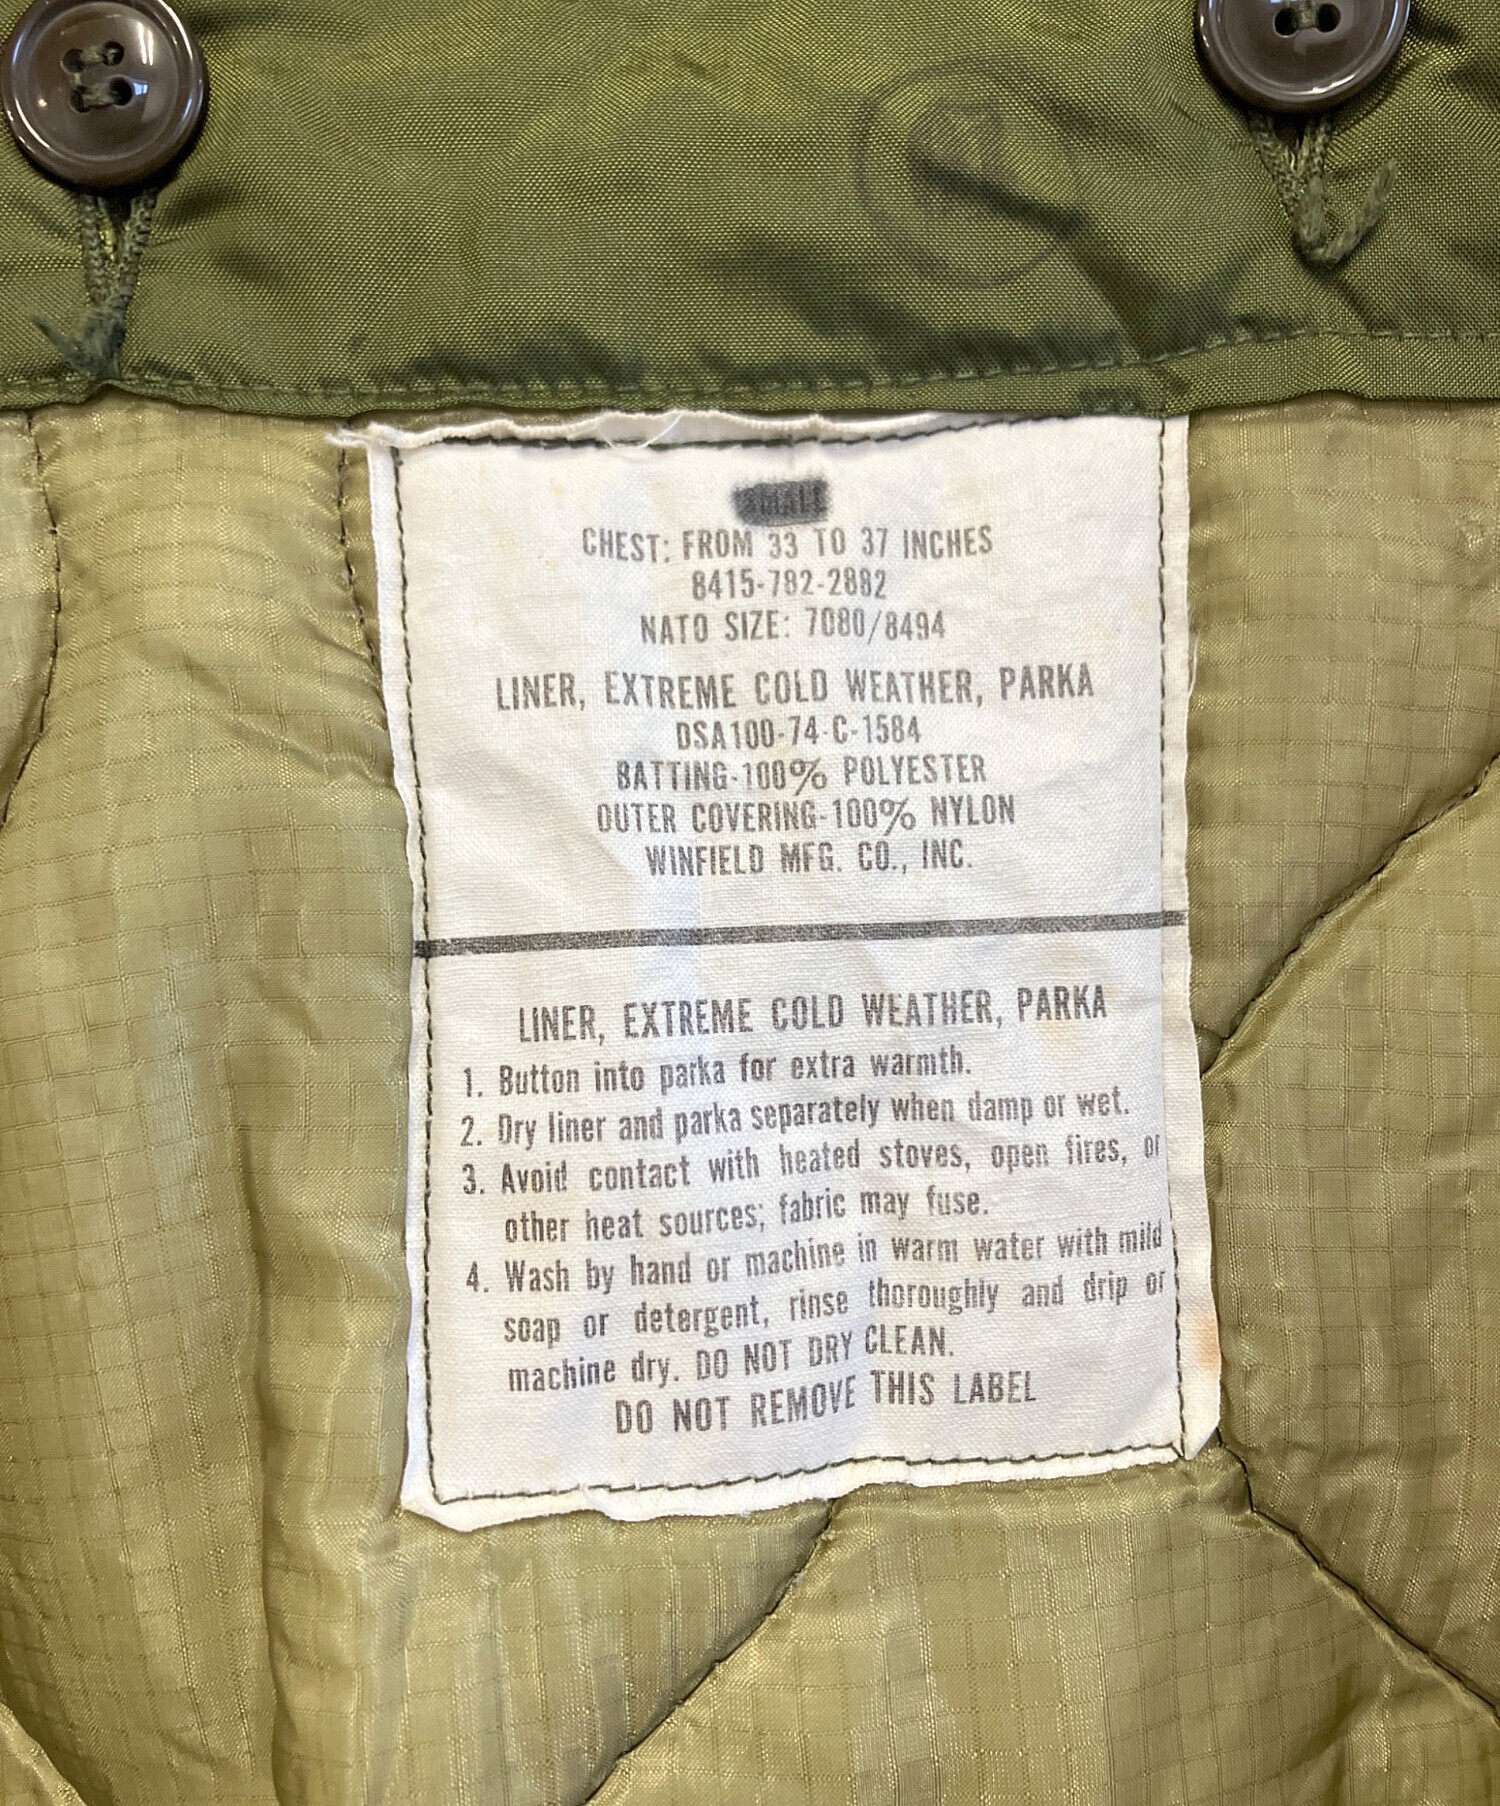 SMALL
CHEST: FROM 33 TO 37 INCHES
8415-782-2882
NATO SIZE: 7080/8494
LINER, EXTREME COLD WEATHER, PARKA
DSA100-74-C-1584
BATTING-100% POLYESTER
OUTER COVERING-100% NYLON
WINFIELD MFG. CO., INC.
LINER, EXTREME COLD WEATHER, PARKA
1. Button into parka for extra warmth.
2. Dry liner and parka separately when damp or wet.
3. Avoid contact with heated stoves, open fires, or
other heat sources; fabric may fuse.
4. Wash by hand or machine in warm water with mild
soap or detergent, rinse thoroughly and drip or
machine dry. DO NOT DRY CLEAN.
DO NOT REMOVE THIS LABEL